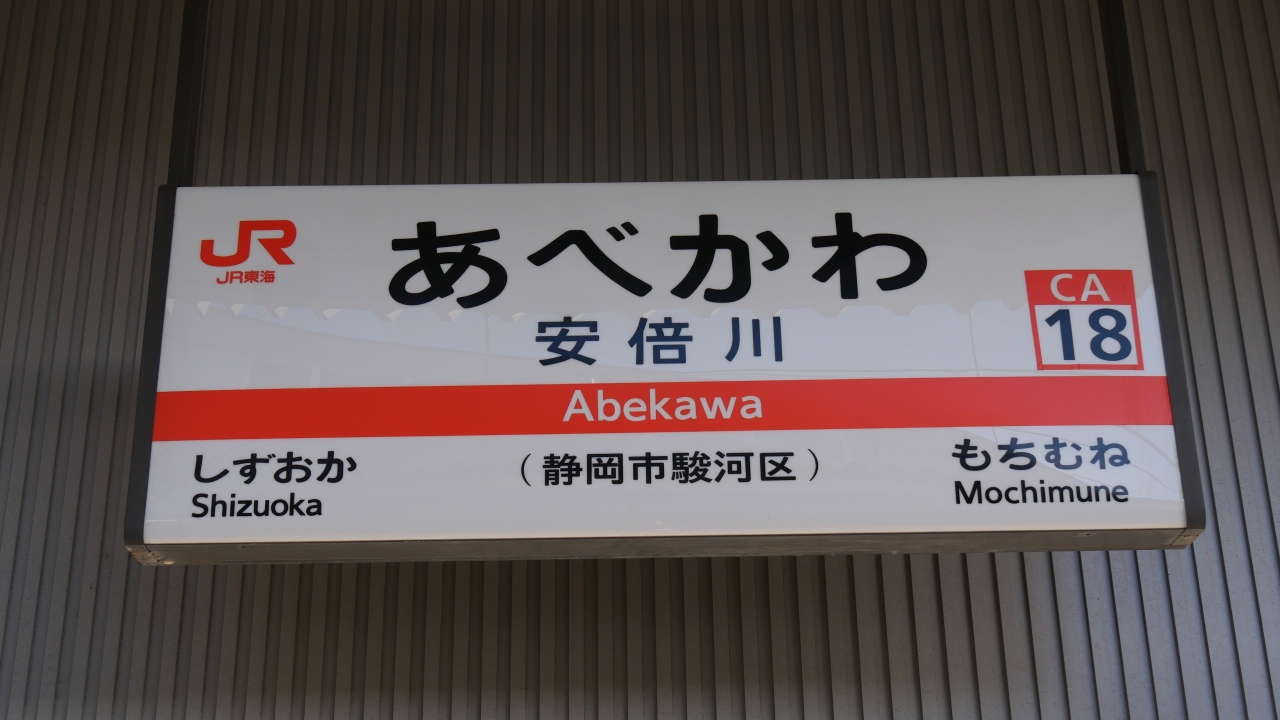 JR
JR東海
あべかわ
安倍川
CA
18
Abekawa
しずおか
Shizuoka
（静岡市駿河区）
もちむね
Mochimune